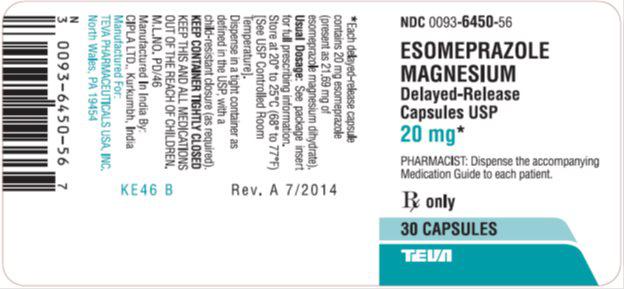 NDC 0093-6450-56
ESOMEPRAZOLE
MAGNESIUM
Delayed-Release
Capsules USP
20 mg*
PHARMACIST: Dispense the accompanying
Medication Guide to each patient.
Rx only
30 CAPSULES
TEVA
*Each delayed-release capsule
contains 20 mg esomeprazole
(present as 21.69 mg of
esomeprazole magnesium dihydrate).
Usual Dosage: See package insert
for full prescribing information.
Store at 20° to 25°C (68° to 77°F)
[See USP Controlled Room
Temperature].
Dispense in a tight container as
defined in the USP, with a
child-resistant closure (as required).
KEEP CONTAINER TIGHTLY CLOSED
KEEP THIS AND ALL MEDICATIONS
OUT OF THE REACH OF CHILDREN.
M.L.NO. PD/46
Manufactured In India By:
CIPLA LTD., Kurkumbh, India
Manufactured For:
TEVA PHARMACEUTICALS USA, INC.
North Wales, PA 19454
KE46 B
Rev. A 7/2014
N
3 0093-6450-56 7